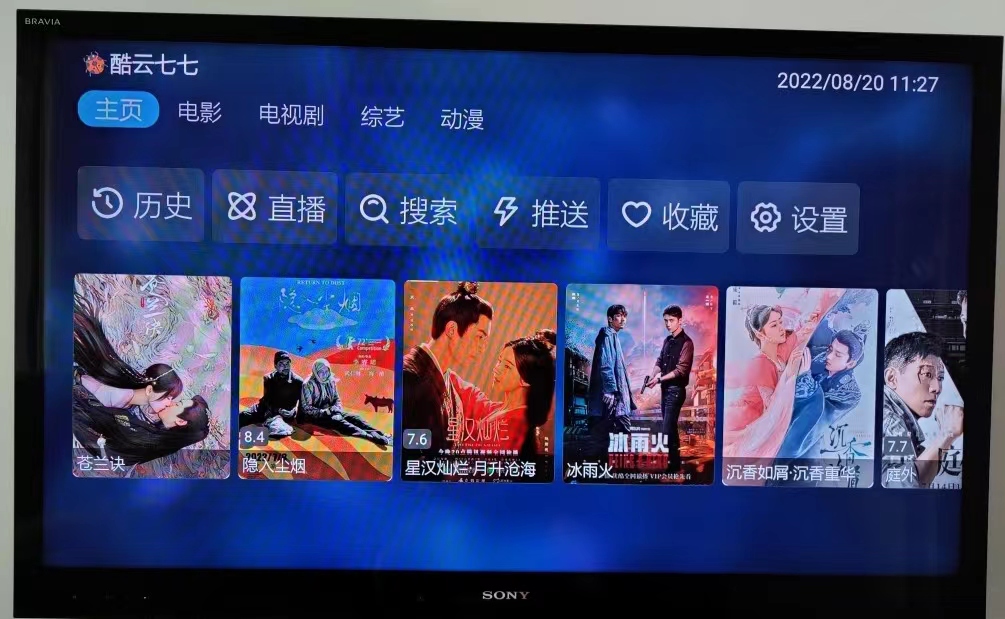 BRAVIA
酷云七七
2022/08/20 11:27
主页 电影 电视剧 综艺 动漫
历史 直播 搜索 推送 收藏 设置
RETURN TO DUST
隐入尘烟
星汉灿烂
冰雨火
8.4
7.6
7.7
苍兰诀
隐入尘烟
星汉灿烂·月升沧海
冰雨火
沉香如屑·沉香重华
庭外
SONY